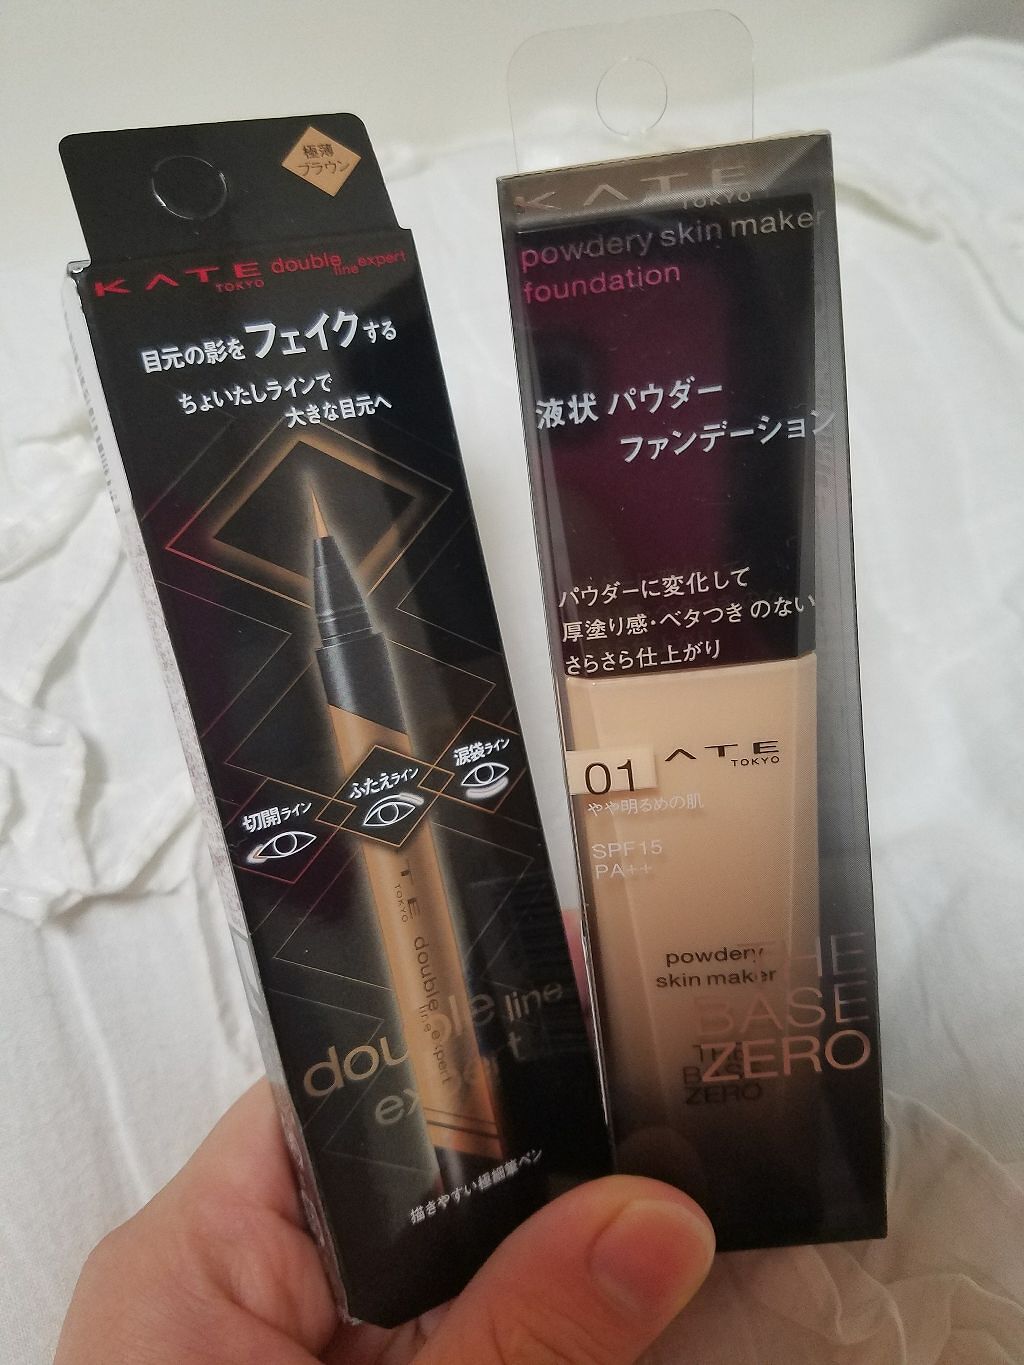 極薄
ブラウン
KATE
TOKYO
double
line expert
目元の影をフェイクする
ちょいたしラインで
大きな目元へ
切開ライン
ふたえライン
涙袋ライン
TE
TOKYO
double
line expert
double line
expert
描きやすい極細筆ペン
KATE
TOKYO
powdery skin maker
foundation
液状 パウダー
ファンデーション
パウダーに変化して
厚塗り感・ベタつきのない
さらさら仕上がり
01
ATE
TOKYO
やや明るめの肌
SPF15
PA++
powdery
skin maker
THE
BASE
ZERO
THE
BASE
ZERO